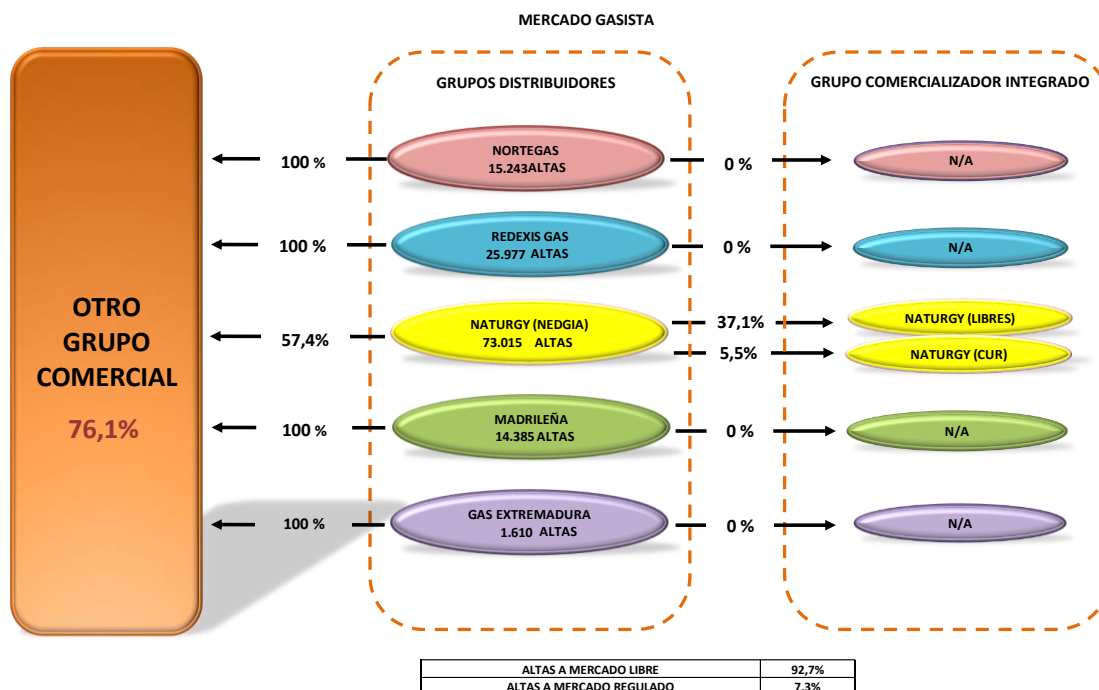 MERCADO GASISTA
GRUPOS DISTRIBUIDORES
GRUPO COMERCIALIZADOR INTEGRADO
OTRO
GRUPO
COMERCIAL
76,1%
100 %
NORTEGAS
15.243 ALTAS
0 %
N/A
100 %
REDEXIS GAS
25.977 ALTAS
0 %
N/A
57,4%
NATURGY (NEDGIA)
73.015 ALTAS
37,1%
NATURGY (LIBRES)
5,5%
NATURGY (CUR)
100 %
MADRILEÑA
14.385 ALTAS
0 %
N/A
100 %
GAS EXTREMADURA
1.610 ALTAS
0 %
N/A
ALTAS A MERCADO LIBRE 92,7%
ALTAS A MERCADO REGULADO 7,3%